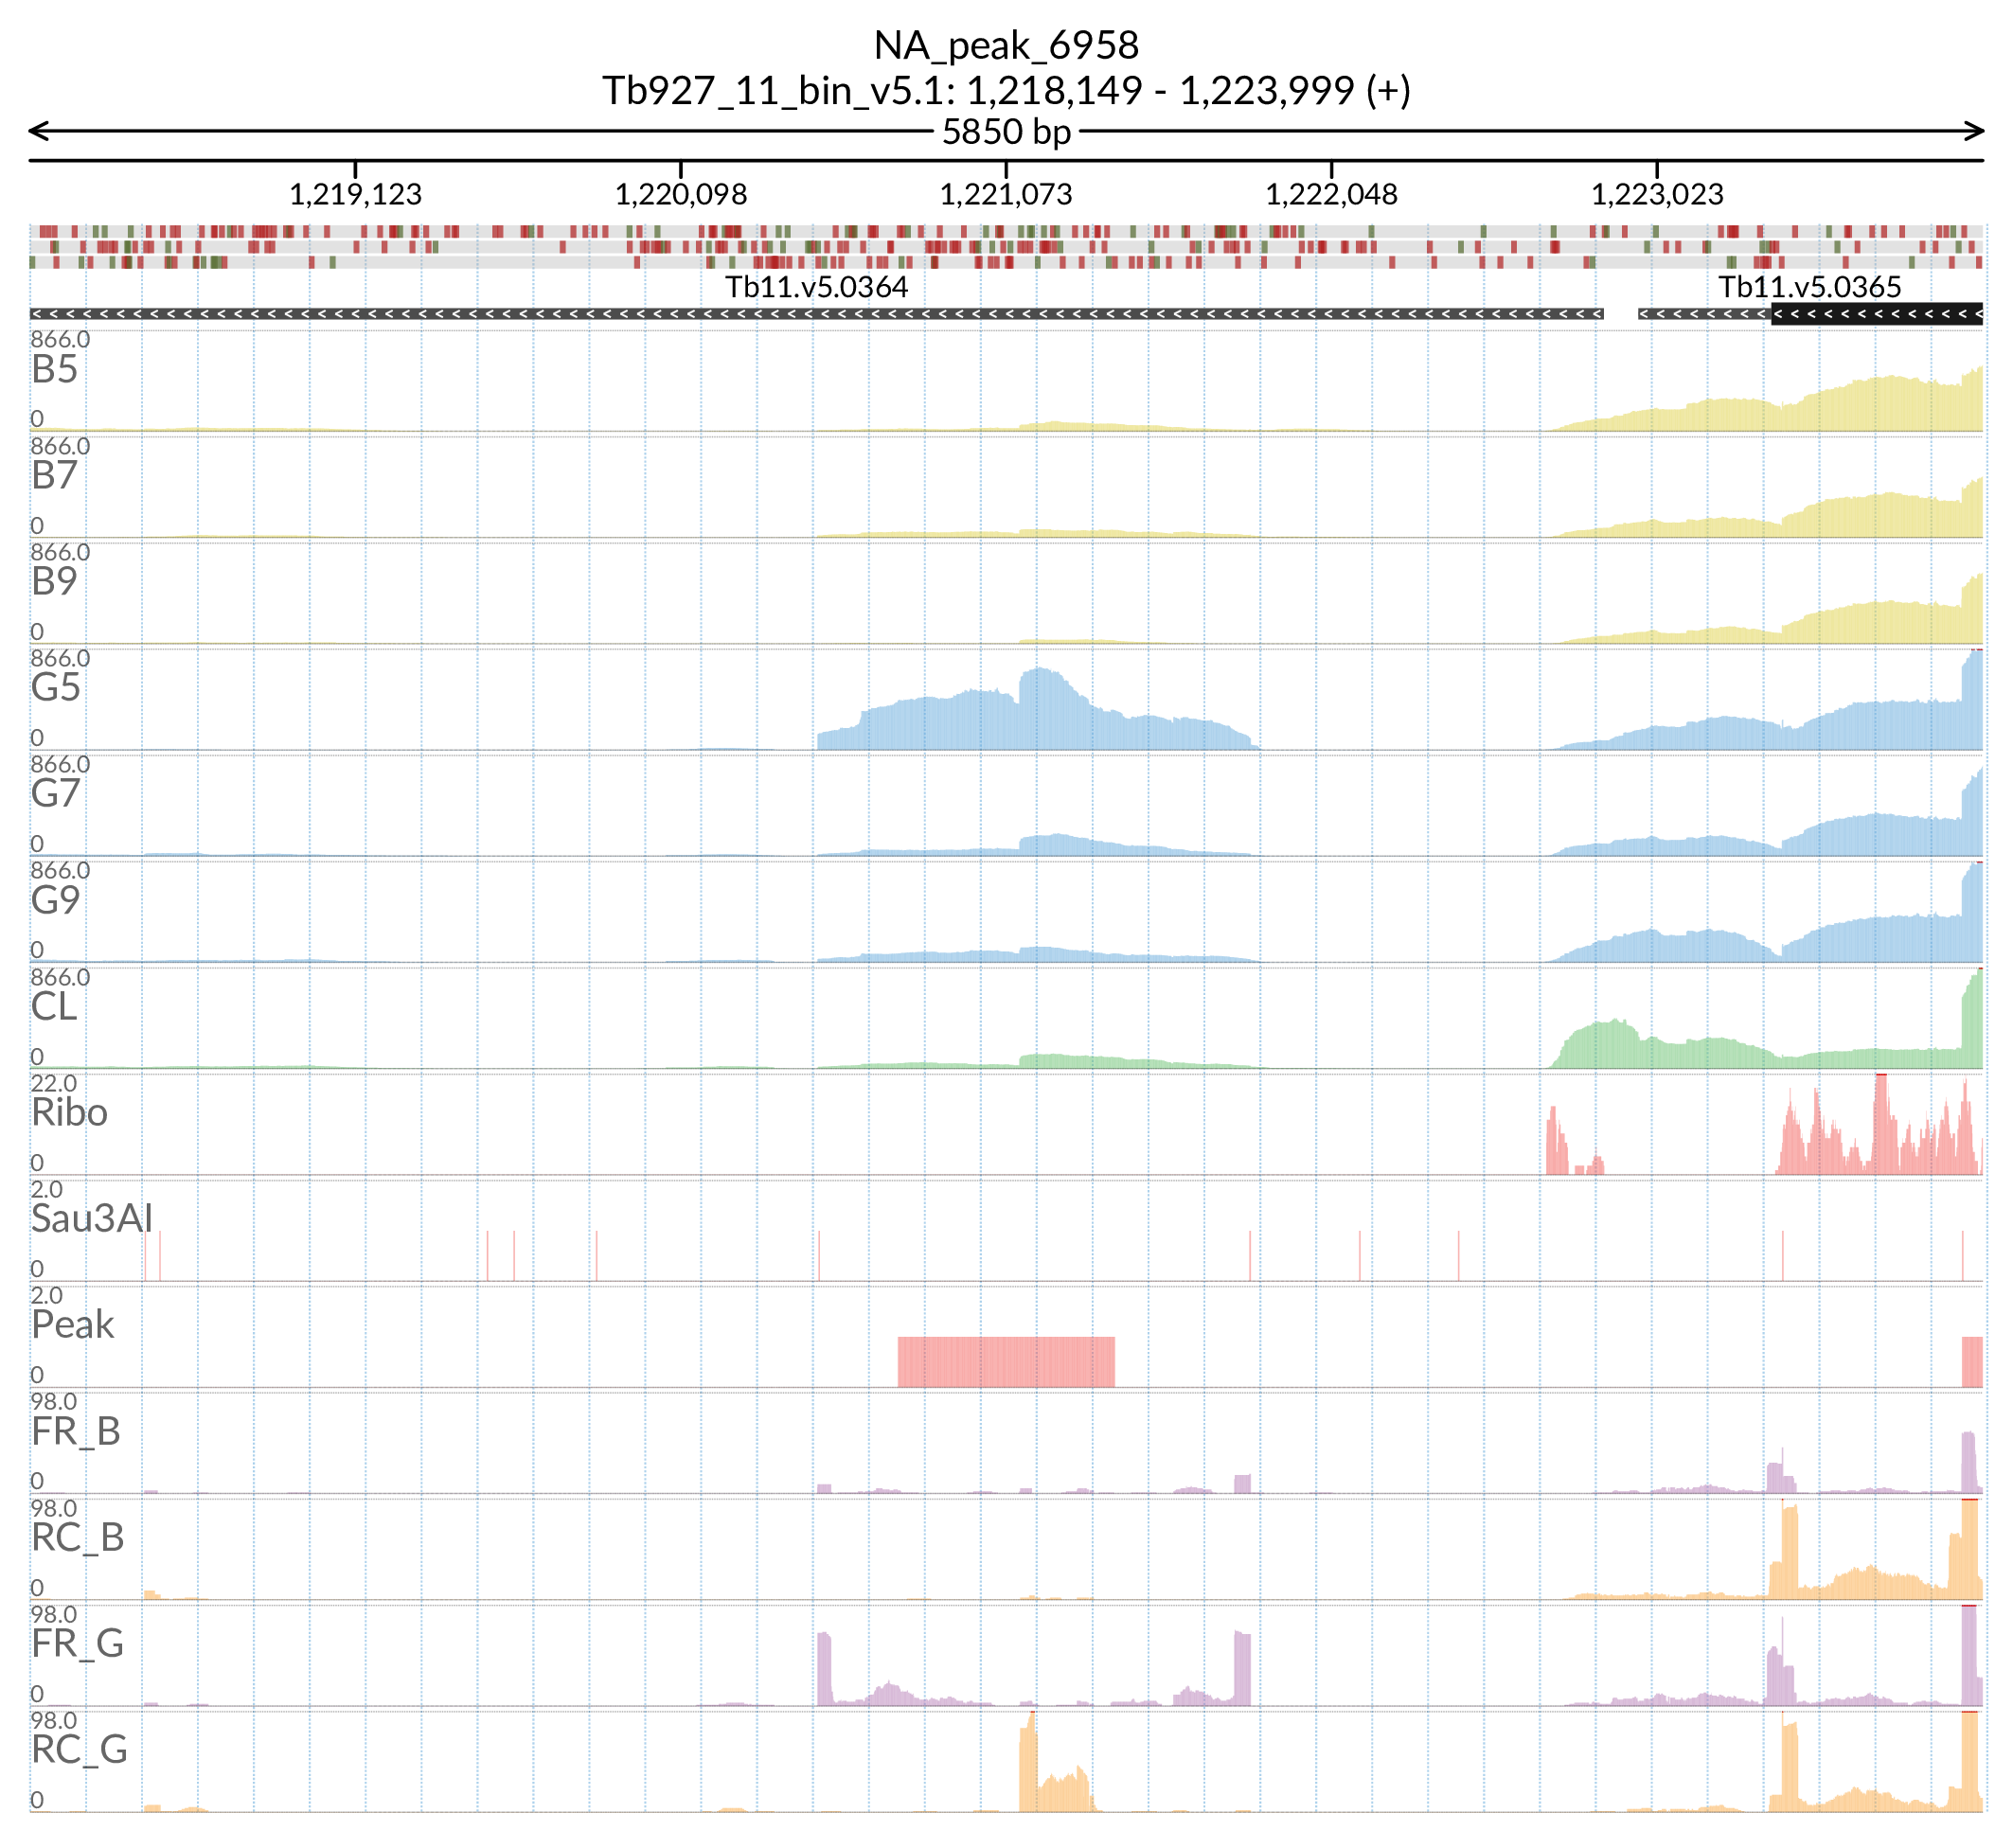 NA_peak_6958
Tb927_11_bin_v5.1: 1,218,149 - 1,223,999 (+)
5850 bp
1,219,123 1,220,098 1,221,073 1,222,048 1,223,023
Tb11.v5.0364 Tb11.v5.0365
866.0
B5
0
866.0
B7
0
866.0
B9
0
866.0
G5
0
866.0
G7
0
866.0
G9
0
866.0
CL
0
22.0
Ribo
0
2.0
Sau3AI
0
2.0
Peak
0
98.0
FR_B
0
98.0
RC_B
0
98.0
FR_G
0
98.0
RC_G
0